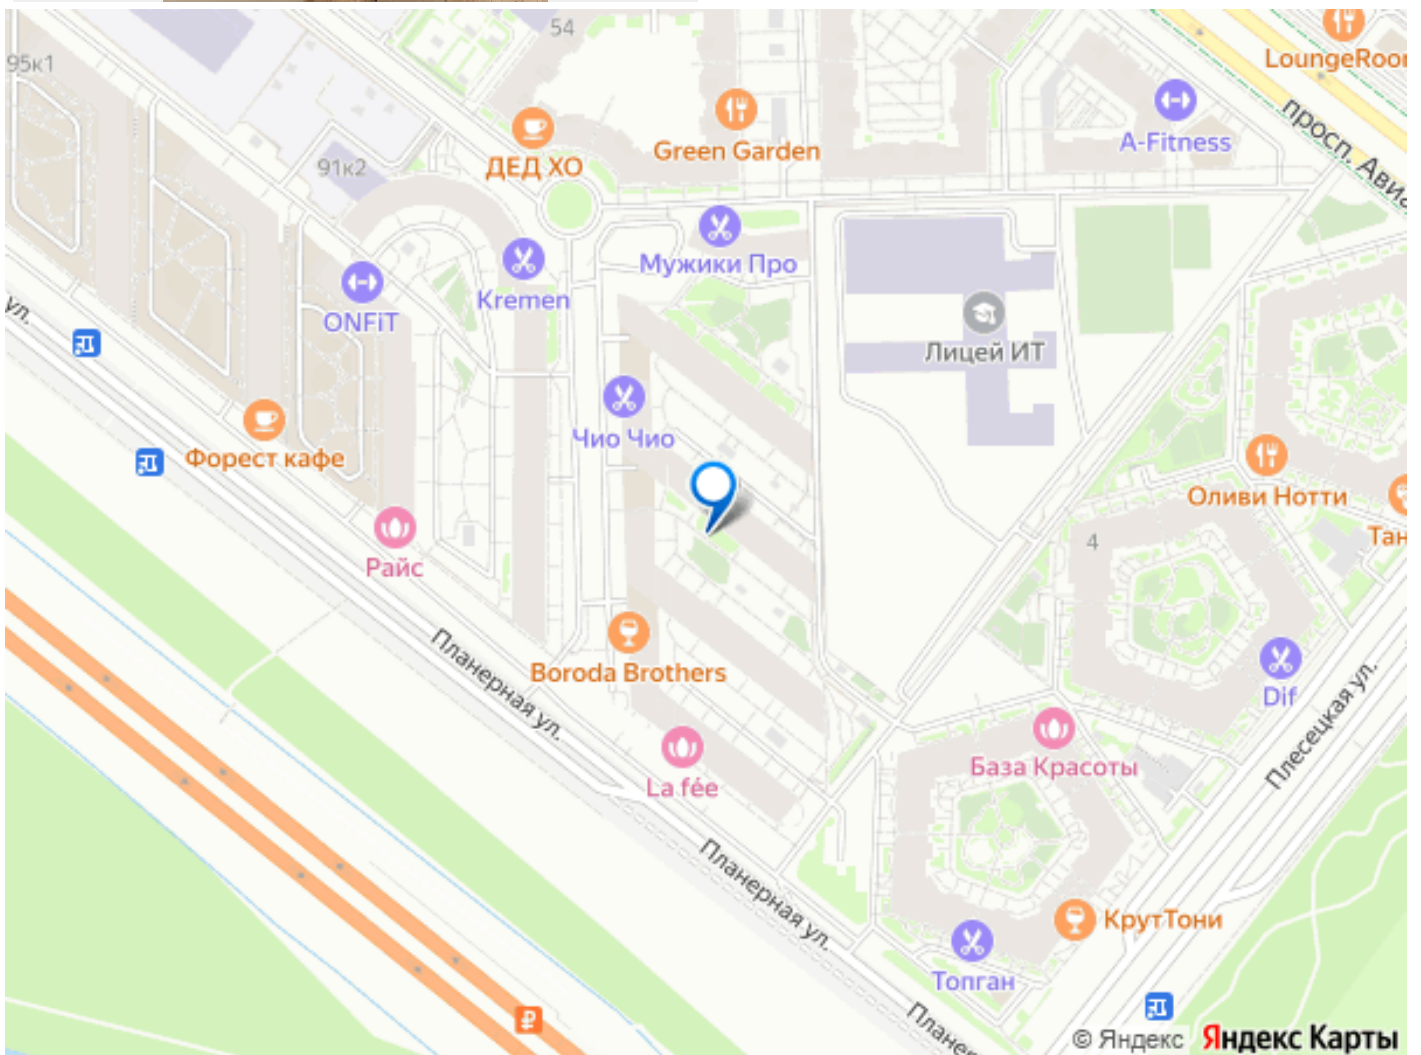 54
95к1
LoungeRoor
просп. Авиа
A-Fitness
Green Garden
ДЕД ХО
91к2
Мужики Про
Kremen
ONFiT
ул.
Лицей ИТ
Чио Чио
Форест кафе
Оливи Нотти
Тан
4
Райс
Планерная ул.
Boroda Brothers
Dif
Плесецкая ул.
База Красоты
La fée
Планерная ул.
КрутТони
Топган
Планерн
© Яндекс Яндекс Карты